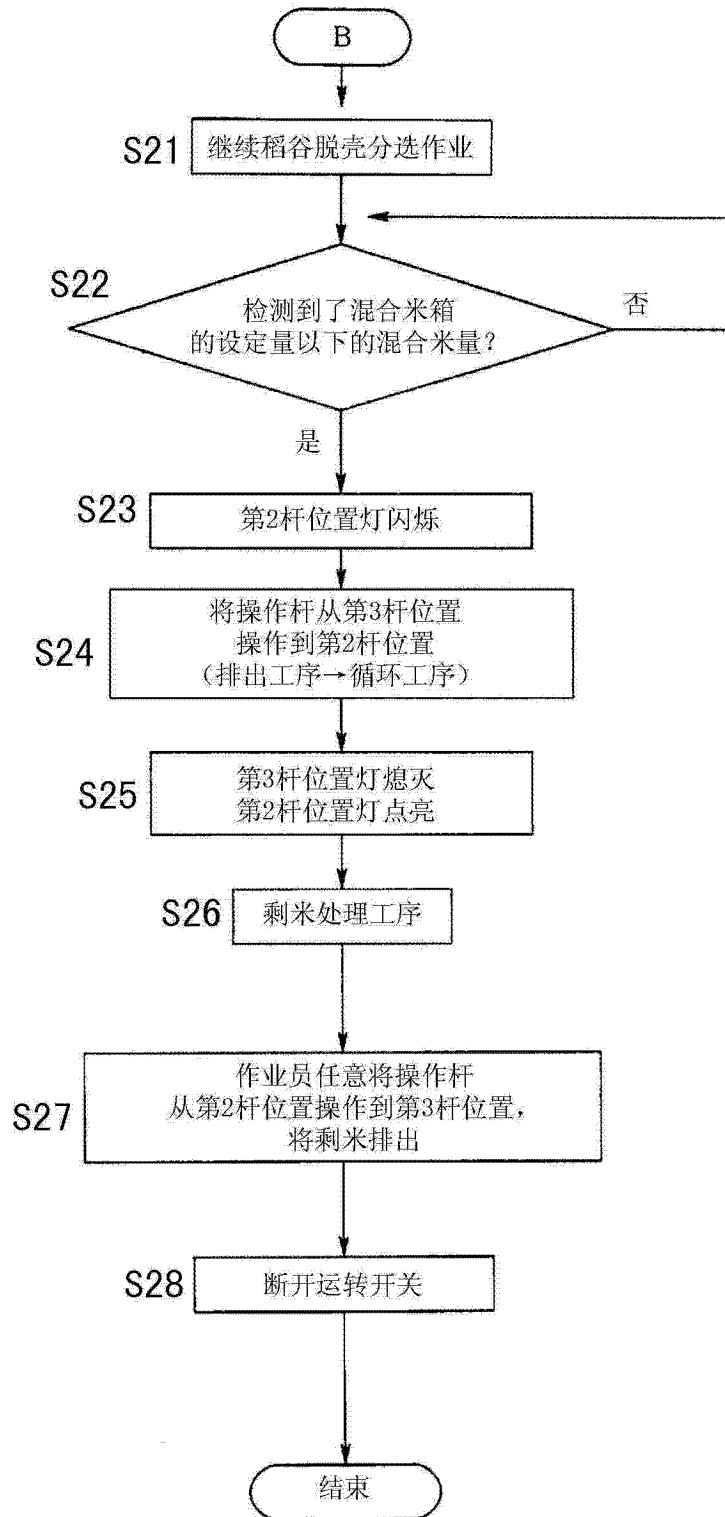 B
S21
继续稻谷脱壳分选作业
S22
检测到了混合米箱
的设定量以下的混合米量？
否
是
S23
第2杆位置灯闪烁
S24
将操作杆从第3杆位置
操作到第2杆位置
（排出工序→循环工序）
S25
第3杆位置灯熄灭
第2杆位置灯点亮
S26
剩米处理工序
S27
作业员任意将操作杆
从第2杆位置操作到第3杆位置，
将剩米排出
S28
断开运转开关
结束